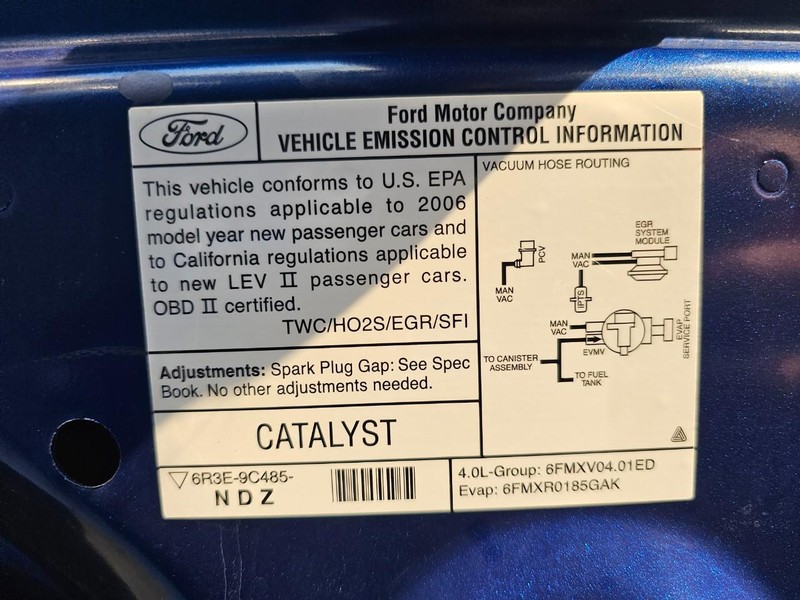 Ford
Ford Motor Company
VEHICLE EMISSION CONTROL INFORMATION
This vehicle conforms to U.S. EPA
regulations applicable to 2006
model year new passenger cars and
to California regulations applicable
to new LEV II passenger cars.
OBD II certified.
TWC/HO2S/EGR/SFI
Adjustments: Spark Plug Gap: See Spec
Book. No other adjustments needed.
CATALYST
6R3E-9C485-
NDZ
VACUUM HOSE ROUTING
PCV
MAN
VAC
EGR
SYSTEM
MODULE
MAN
VAC
IPTS
MAN
VAC
EVMV
EVAP
SERVICE PORT
TO CANISTER
ASSEMBLY
TO FUEL
TANK
4.0L-Group: 6FMXV04.01ED
Evap: 6FMXR0185GAK